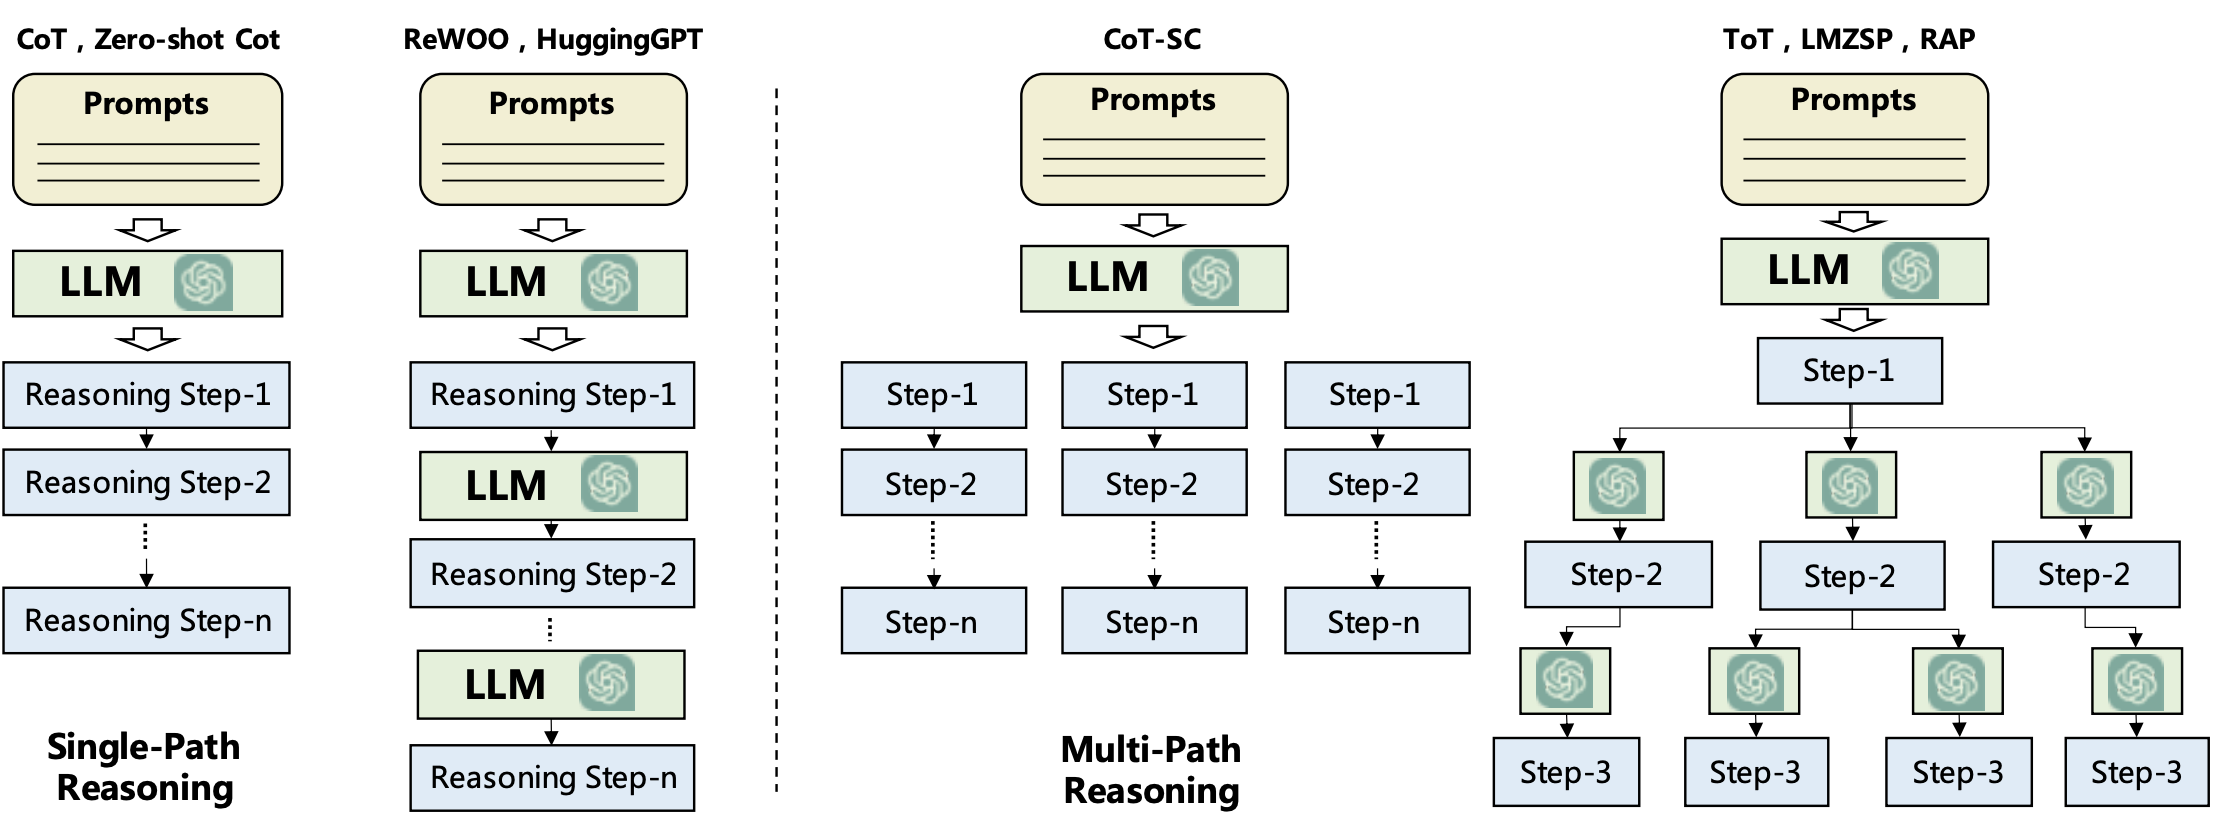 CoT , Zero-shot Cot
Prompts
LLM
Reasoning Step-1
Reasoning Step-2
Reasoning Step-n
ReWOO , HuggingGPT
Prompts
LLM
Reasoning Step-1
LLM
Reasoning Step-2
LLM
Reasoning Step-n
Single-Path
Reasoning
CoT-SC
Prompts
LLM
Step-1 Step-1 Step-1
Step-2 Step-2 Step-2
Step-n Step-n Step-n
Multi-Path
Reasoning
ToT , LMZSP , RAP
Prompts
LLM
Step-1
Step-2 Step-2 Step-2
Step-3 Step-3 Step-3 Step-3